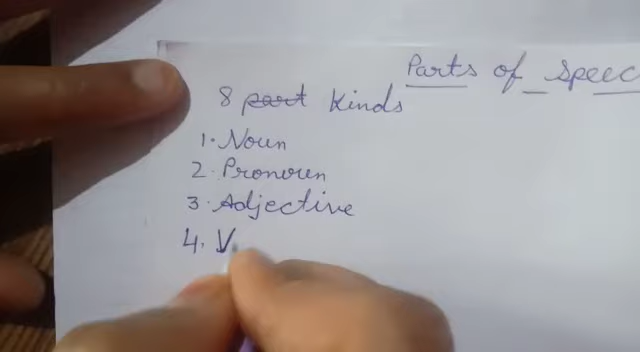 Parts of Speec
8 part Kinds
1. Noun
2. Pronoun
3. Adjective
4. V